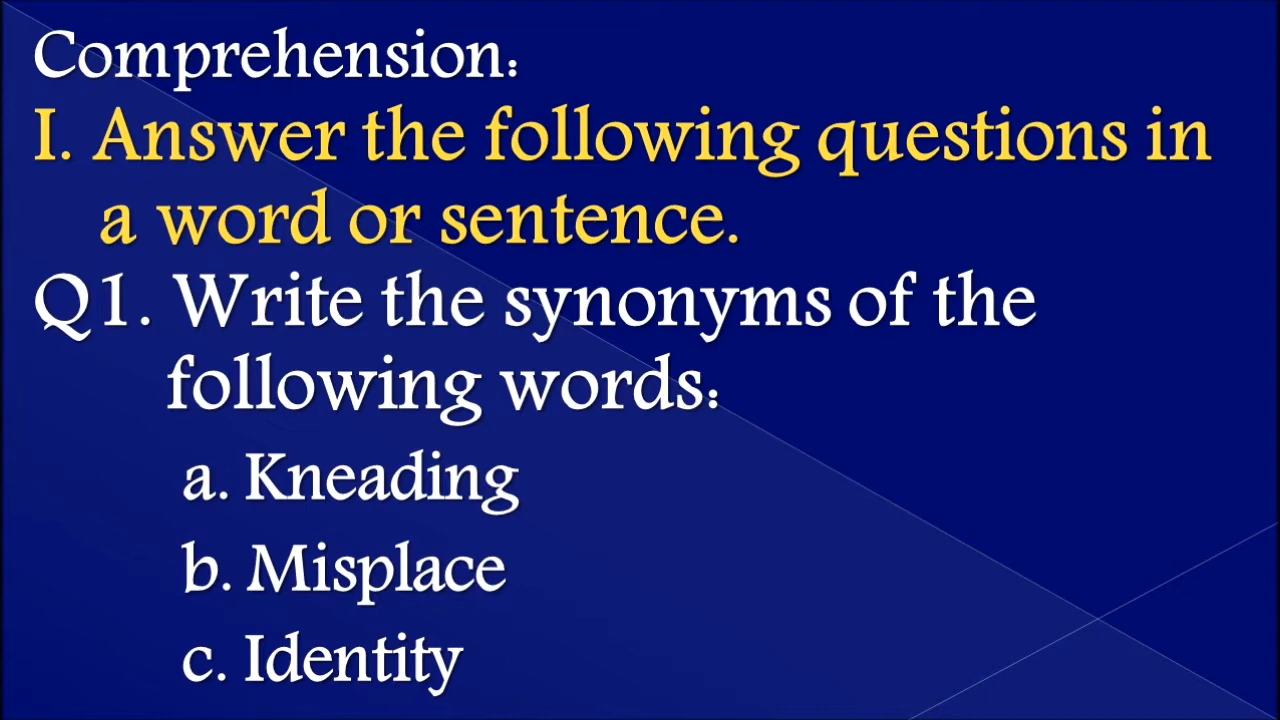 Comprehension:
I. Answer the following questions in
a word or sentence.
Q1. Write the synonyms of the
following words:
a. Kneading
b. Misplace
c. Identity